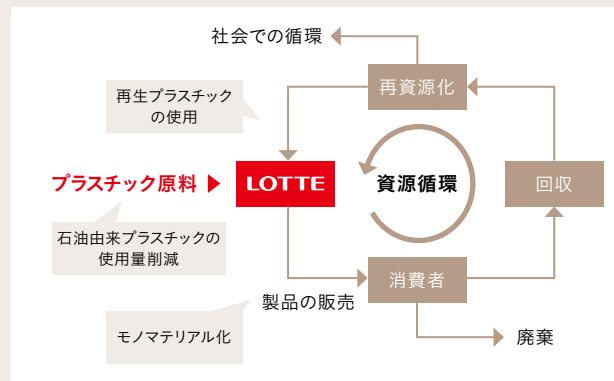 社会での循環
再資源化
再生プラスチック
の使用
プラスチック原料
LOTTE
資源循環
回収
石油由来プラスチックの
使用量削減
消費者
製品の販売
モノマテリアル化
廃棄